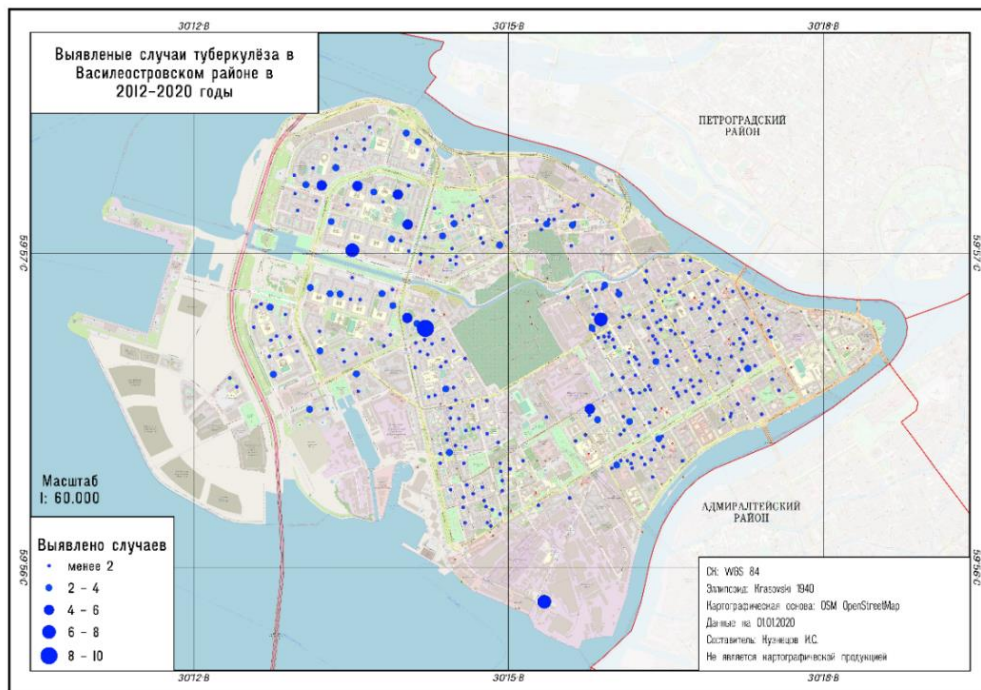 30°12'В
30°15'В
30°18'В
Выявленые случаи туберкулёза в
Василеостровском районе в
2012-2020 годы
ПЕТРОГРАДСКИЙ
РАЙОН
59°57'С
59°57'С
Масштаб
1: 60.000
АДМИРАЛТЕЙСКИЙ
РАЙОН
Выявлено случаев
менее 2
2 - 4
4 - 6
6 - 8
8 - 10
59°56'С
59°56'С
СК: WBS 84
Эллипсоид: Krasovski 1940
Картографическая основа: OSM OpenStreetMap
Данные на 01.01.2020
Составитель: Кузнецов И.С.
Не является картографической продукцией
30°12'В
30°15'В
30°18'В